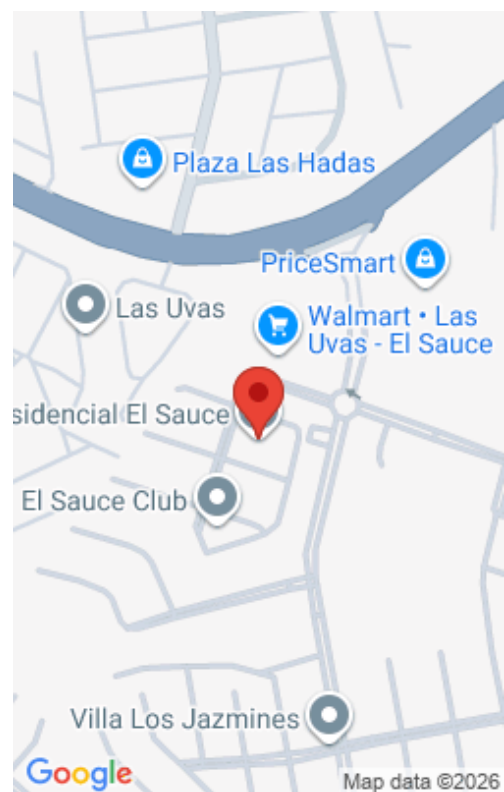 Plaza Las Hadas
PriceSmart
Las Uvas
Walmart • Las
Uvas - El Sauce
sidencial El Sauce
El Sauce Club
Villa Los Jazmines
Google
Map data ©2026